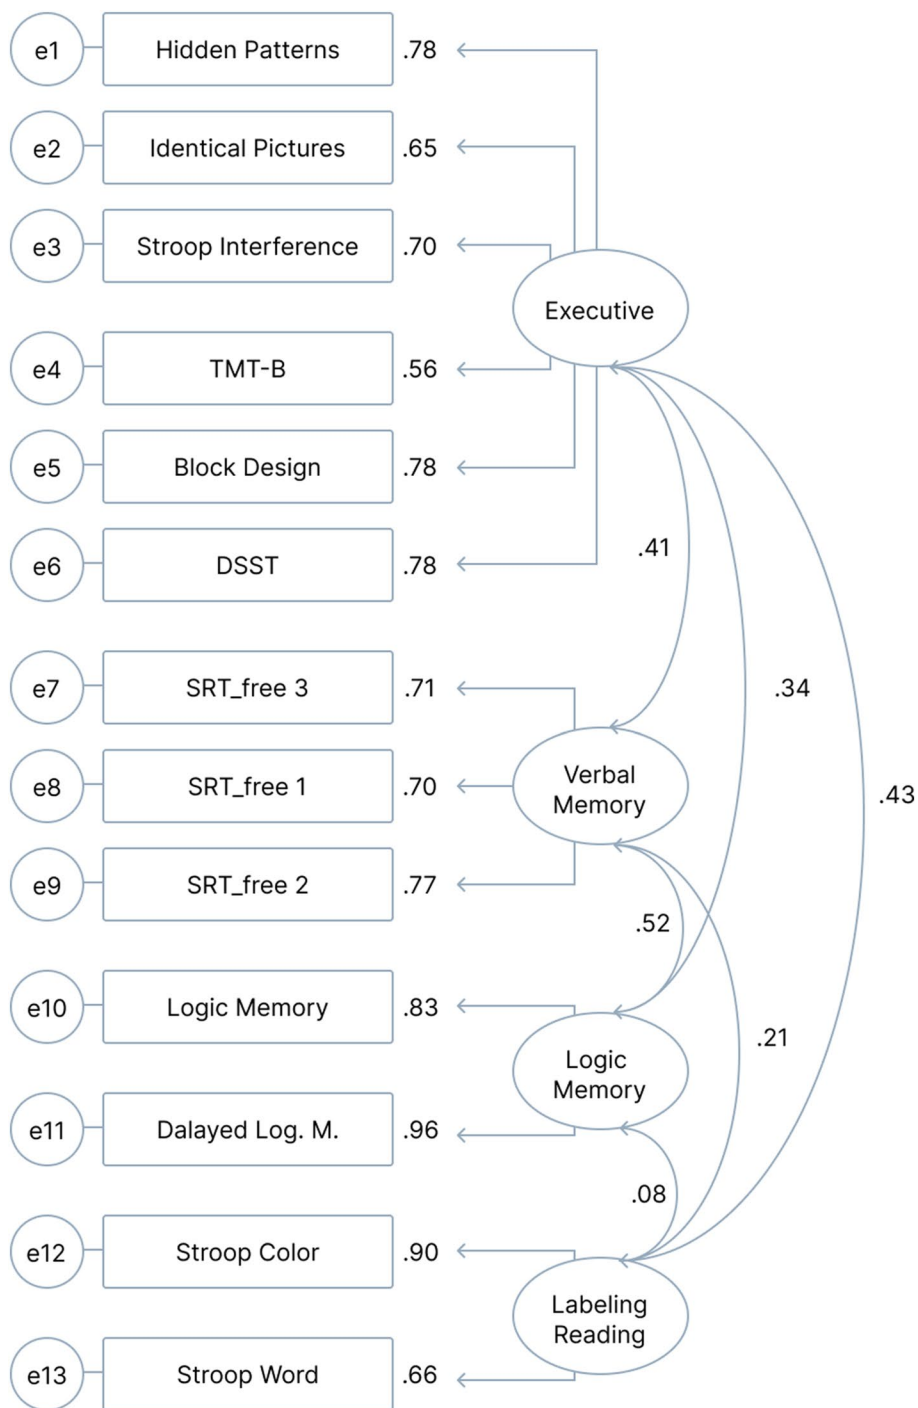 e1 Hidden Patterns .78
e2 Identical Pictures .65
e3 Stroop Interference .70
Executive
e4 TMT-B .56
e5 Block Design .78
e6 DSST .78
.41
e7 SRT_free 3 .71
.34
e8 SRT_free 1 .70
Verbal
Memory
.43
e9 SRT_free 2 .77
.52
e10 Logic Memory .83
.21
Logic
Memory
e11 Dalayed Log. M. .96
.08
e12 Stroop Color .90
Labeling
Reading
e13 Stroop Word .66